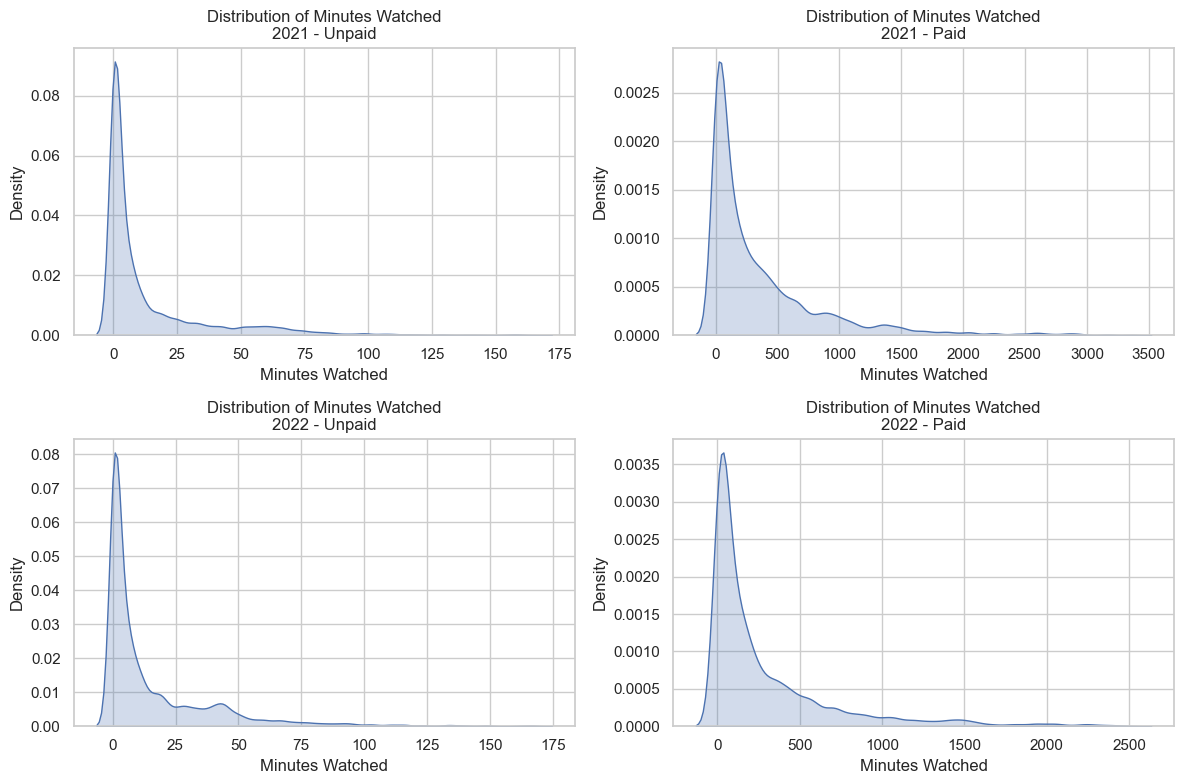 Distribution of Minutes Watched
2021 - Unpaid
Density
0.08
0.06
0.04
0.02
0.00
0 25 50 75 100 125 150 175
Minutes Watched
Distribution of Minutes Watched
2021 - Paid
Density
0.0025
0.0020
0.0015
0.0010
0.0005
0.0000
0 500 1000 1500 2000 2500 3000 3500
Minutes Watched
Distribution of Minutes Watched
2022 - Unpaid
Density
0.08
0.07
0.06
0.05
0.04
0.03
0.02
0.01
0.00
0 25 50 75 100 125 150 175
Minutes Watched
Distribution of Minutes Watched
2022 - Paid
Density
0.0035
0.0030
0.0025
0.0020
0.0015
0.0010
0.0005
0.0000
0 500 1000 1500 2000 2500
Minutes Watched